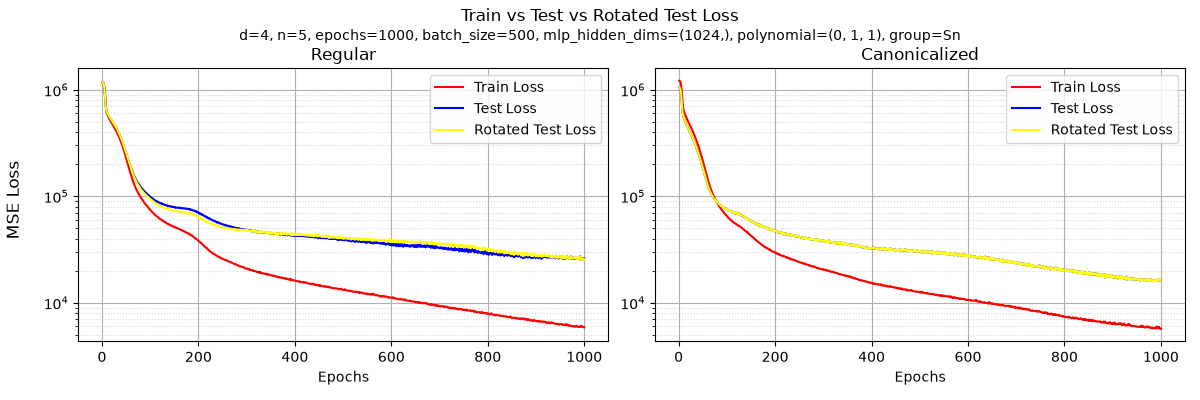 Train vs Test vs Rotated Test Loss
d=4, n=5, epochs=1000, batch_size=500, mlp_hidden_dims=(1024,), polynomial=(0, 1, 1), group=Sn
Regular
MSE Loss
10^6
10^5
10^4
Train Loss
Test Loss
Rotated Test Loss
0 200 400 600 800 1000
Epochs
Canonicalized
10^6
10^5
10^4
Train Loss
Test Loss
Rotated Test Loss
0 200 400 600 800 1000
Epochs